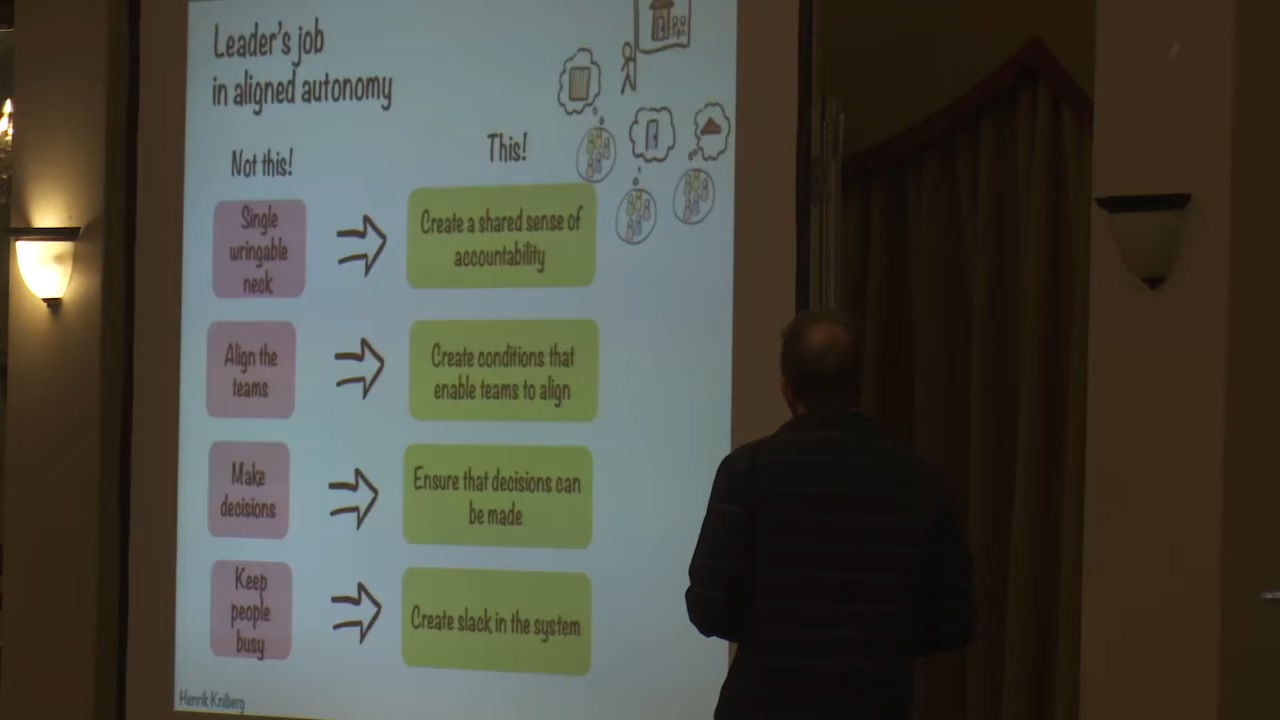 Leader's job
in aligned autonomy
Not this!
This!
Single
wringable
neck
Create a shared sense of
accountability
Align the
teams
Create conditions that
enable teams to align
Make
decisions
Ensure that decisions can
be made
Keep
people
busy
Create slack in the system
Henrik Kniberg